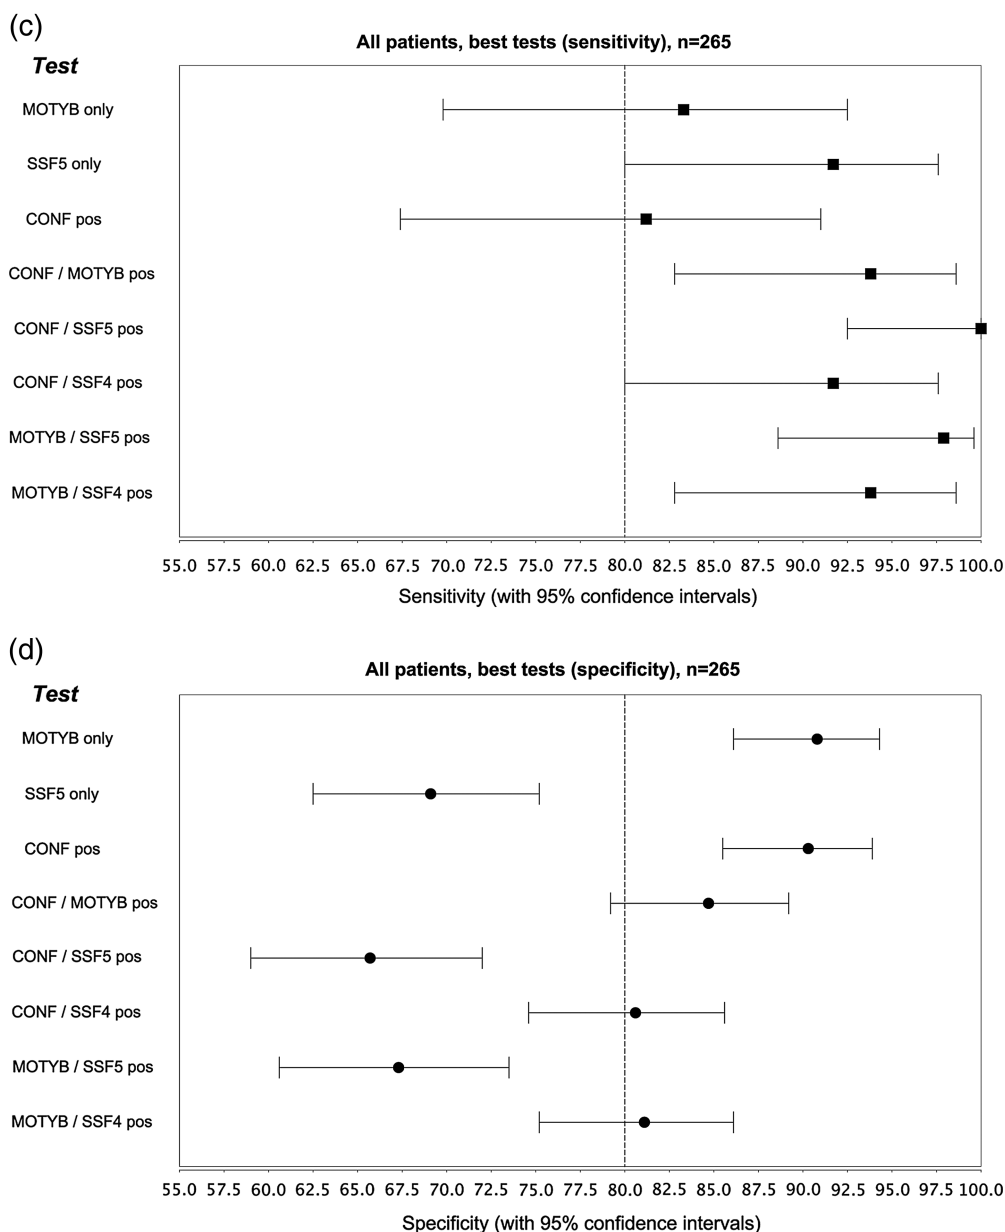 (c)
All patients, best tests (sensitivity), n=265
Test
MOTYB only
SSF5 only
CONF pos
CONF / MOTYB pos
CONF / SSF5 pos
CONF / SSF4 pos
MOTYB / SSF5 pos
MOTYB / SSF4 pos
55.0 57.5 60.0 62.5 65.0 67.5 70.0 72.5 75.0 77.5 80.0 82.5 85.0 87.5 90.0 92.5 95.0 97.5 100.0
Sensitivity (with 95% confidence intervals)
(d)
All patients, best tests (specificity), n=265
Test
MOTYB only
SSF5 only
CONF pos
CONF / MOTYB pos
CONF / SSF5 pos
CONF / SSF4 pos
MOTYB / SSF5 pos
MOTYB / SSF4 pos
55.0 57.5 60.0 62.5 65.0 67.5 70.0 72.5 75.0 77.5 80.0 82.5 85.0 87.5 90.0 92.5 95.0 97.5 100.0
Specificity (with 95% confidence intervals)